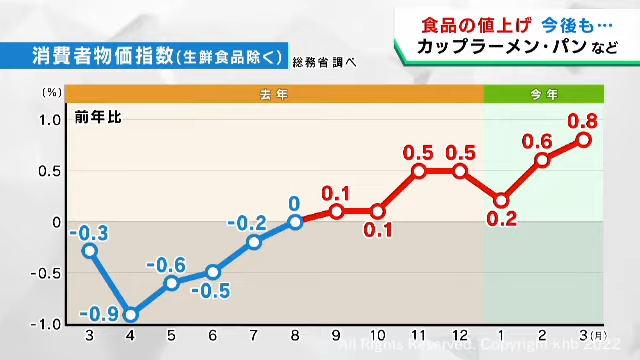 食品の値上げ 今後も…
カップラーメン・パン など
消費者物価指数(生鮮食品除く) 総務省調べ
(%) 去年 今年
前年比
1.0
0.5
0
-0.5
-1.0
-0.3
-0.9
-0.6
-0.5
-0.2
0
0.1
0.1
0.5
0.5
0.2
0.6
0.8
3 4 5 6 7 8 9 10 11 12 1 2 3(月)
All Rights Reserved. Copyright khb 2022